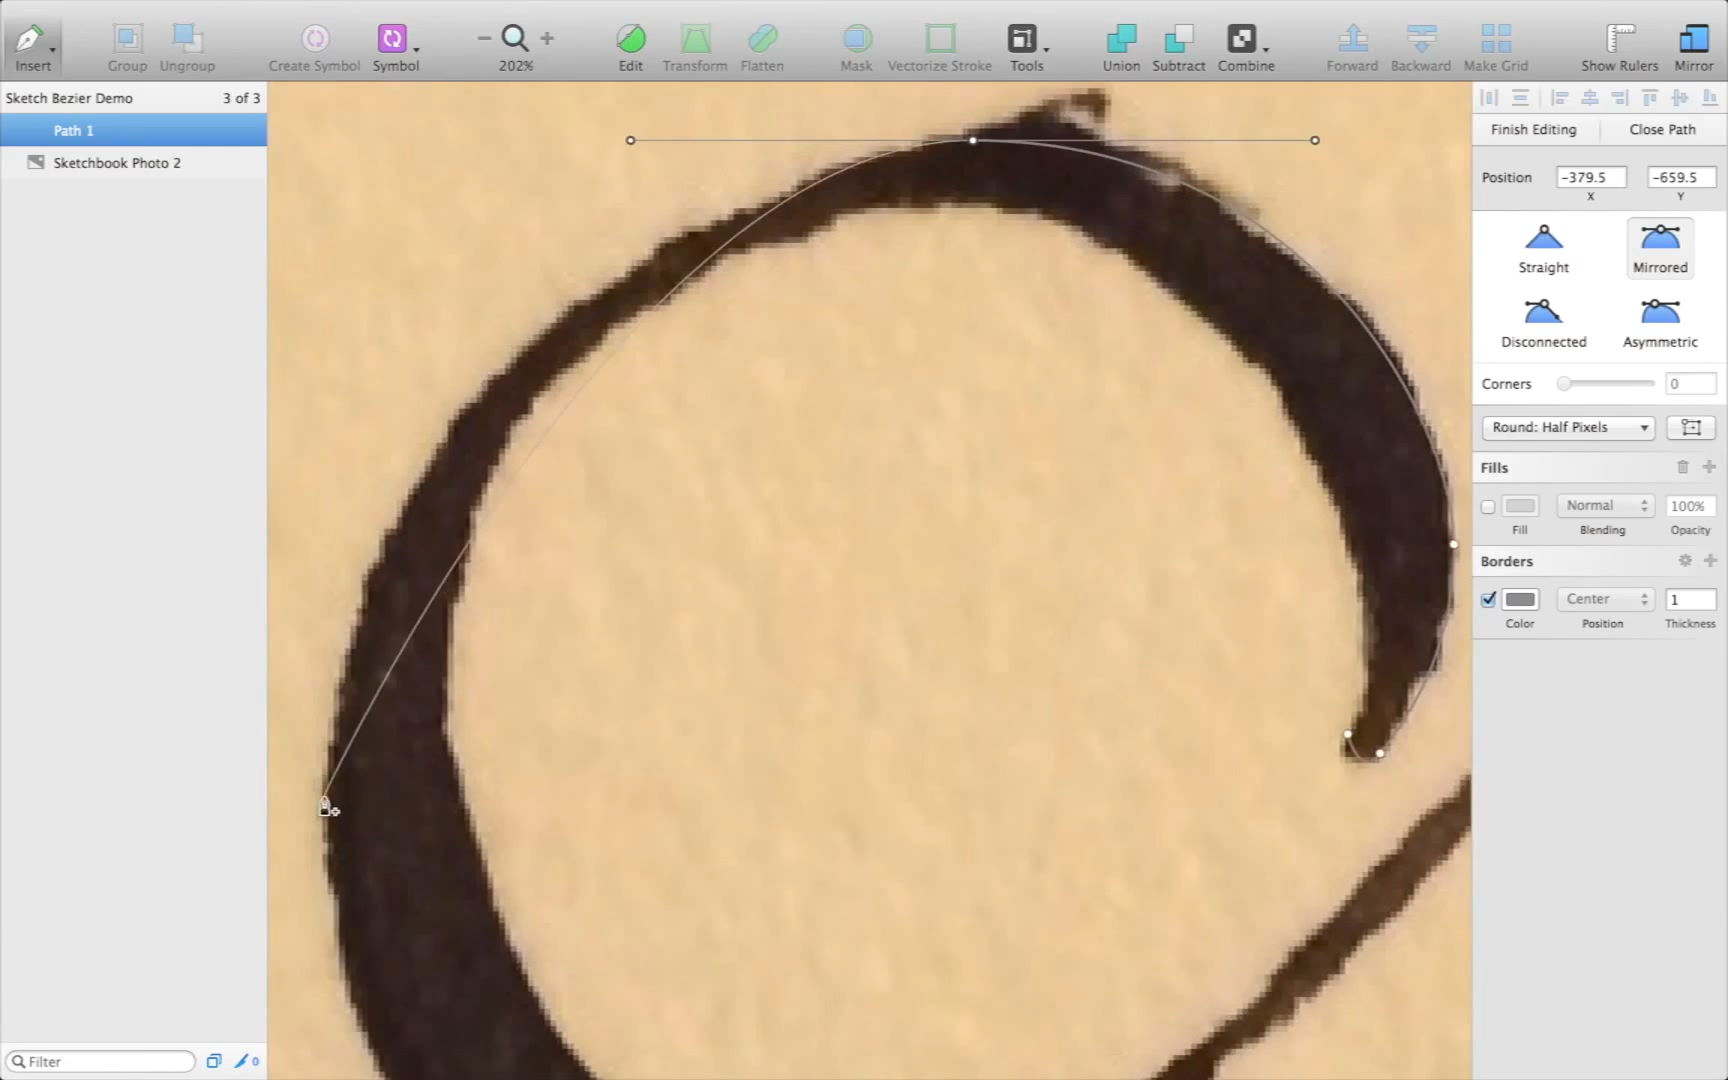 Insert
Group
Ungroup
Create Symbol
Symbol
202%
Edit
Transform
Flatten
Mask
Vectorize Stroke
Tools
Union
Subtract
Combine
Forward
Backward
Make Grid
Show Rulers
Mirror
Sketch Bezier Demo
3 of 3
Path 1
Sketchbook Photo 2
Finish Editing
Close Path
Position
-379.5
-659.5
X
Y
Straight
Mirrored
Disconnected
Asymmetric
Corners
0
Round: Half Pixels
Fills
Normal
100%
Fill
Blending
Opacity
Borders
Center
1
Color
Position
Thickness
Filter
0